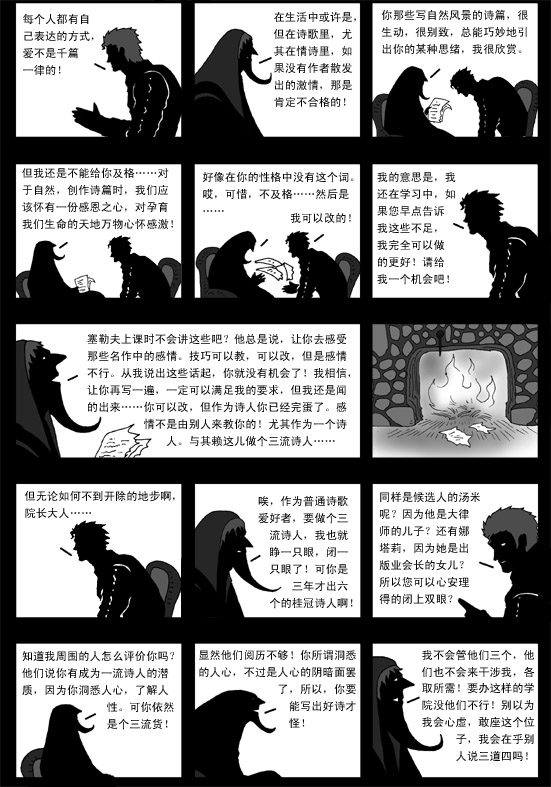 每个人都有自
己表达的方式，
爱不是千篇
一律的！
在生活中或许是，
但在诗歌里，尤
其在情诗里，如
果没有作者散发
出的激情，那是
肯定不合格的！
你那些写自然风景的诗篇，很
生动，很别致，总能巧妙地引
出你的某种思绪，我很欣赏。
但我还是不能给你及格……对
于自然，创作诗篇时，我们应
该怀有一份感恩之心，对孕育
我们生命的天地万物心怀感激！
好像在你的性格中没有这个词。
哎，可惜，不及格……然后是
……
我可以改的！
我的意思是，我
还在学习中，如
果您早点告诉
我这些不足，
我完全可以做
的更好！请给
我一个机会吧！
塞勒夫上课时不会讲这些吧？他总是说，让你去感受
那些名作中的感情。技巧可以教，可以改，但是感情
不行。从我说出这些话起，你就没有机会了！我相信，
让你再写一遍，一定可以满足我的要求，但我还是闻
的出来……你可以改，但作为诗人你已经完蛋了。感
情不是由别人来教你的！尤其作为一个诗
人。与其赖这儿做个三流诗人……
但无论如何不到开除的地步啊，
院长大人……
唉，作为普通诗歌
爱好者，要做个三
流诗人，我也就
睁一只眼，闭一
只眼了！可你是
三年才出六
个的桂冠诗人啊！
同样是候选人的汤米
呢？因为他是大律
师的儿子？还有娜
塔莉，因为她是出
版业会长的女儿？
所以您可以心安理
得的闭上双眼？
知道我周围的人怎么评价你吗？
他们说你有成为一流诗人的潜
质，因为你洞悉人心，了解人
性。可你依然
是个三流货！
显然他们阅历不够！你所谓洞悉
的人心，不过是人心的阴暗面罢
了，所以，你要
能写出好诗才
怪！
我不会管他们三个，他
们也不会来干涉我，各
取所需！要办这样的学
院没他们不行！别以为
我会心虚，敢座这个位
子，我会在乎别
人说三道四吗！